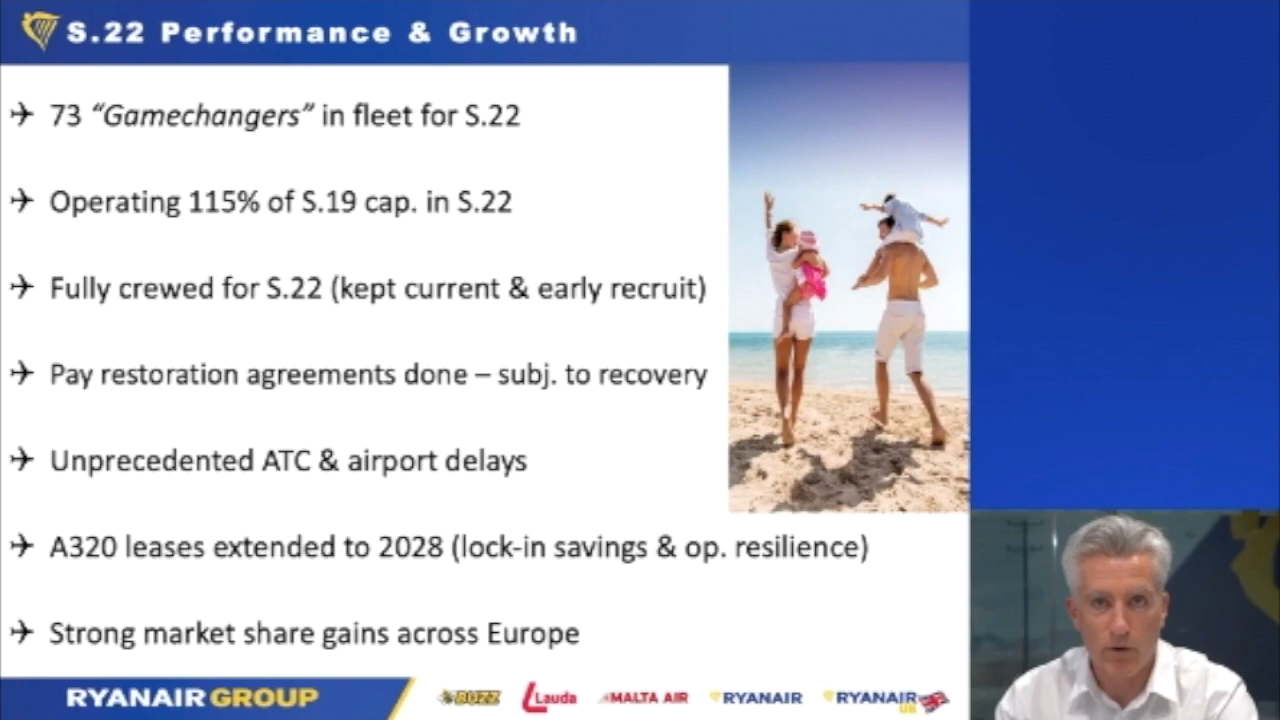 S.22 Performance & Growth
✈ 73 “Gamechangers” in fleet for S.22
✈ Operating 115% of S.19 cap. in S.22
✈ Fully crewed for S.22 (kept current & early recruit)
✈ Pay restoration agreements done – subj. to recovery
✈ Unprecedented ATC & airport delays
✈ A320 leases extended to 2028 (lock-in savings & op. resilience)
✈ Strong market share gains across Europe
RYANAIR GROUP BUZZ Lauda MALTA AIR RYANAIR RYANAIR UK